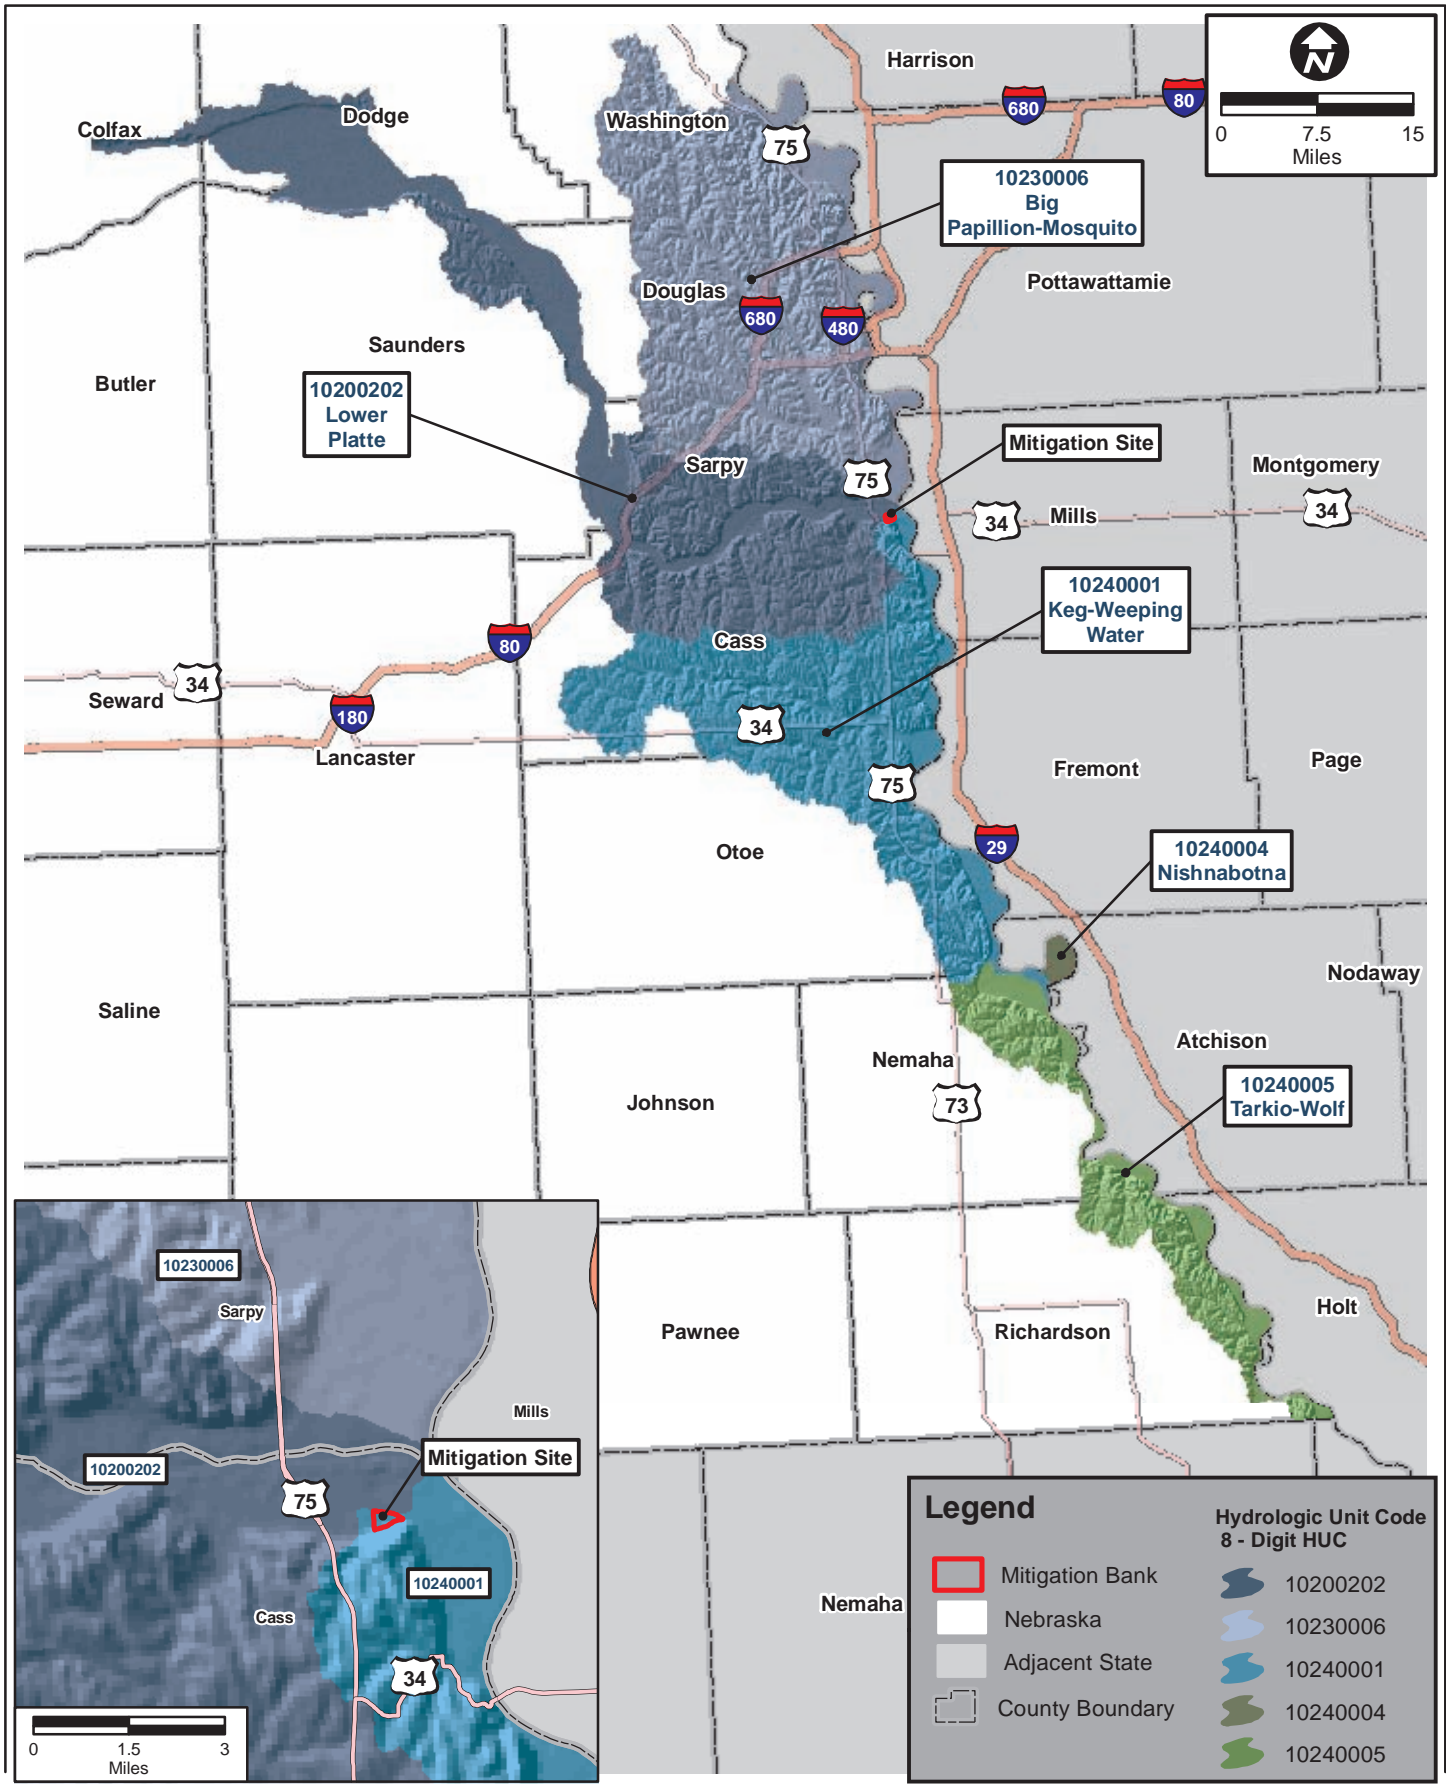 Harrison
N
0 7.5 15
Miles
680
80
Colfax
Dodge
Washington
75
10230006
Big
Papillion-Mosquito
Douglas
680
480
Pottawattamie
Saunders
Butler
10200202
Lower
Platte
Sarpy
75
Mitigation Site
Montgomery
34
Mills
34
10240001
Keg-Weeping
Water
Cass
80
34
Seward
180
34
Lancaster
75
Fremont
Page
Otoe
29
10240004
Nishnabotna
Nodaway
Saline
Atchison
Nemaha
73
Johnson
10240005
Tarkio-Wolf
Holt
Pawnee
Richardson
Nemaha
10230006
Sarpy
Mills
10200202
Mitigation Site
75
10240001
Cass
34
0 1.5 3
Miles
Legend
Mitigation Bank
Nebraska
Adjacent State
County Boundary
Hydrologic Unit Code
8 - Digit HUC
10200202
10230006
10240001
10240004
10240005